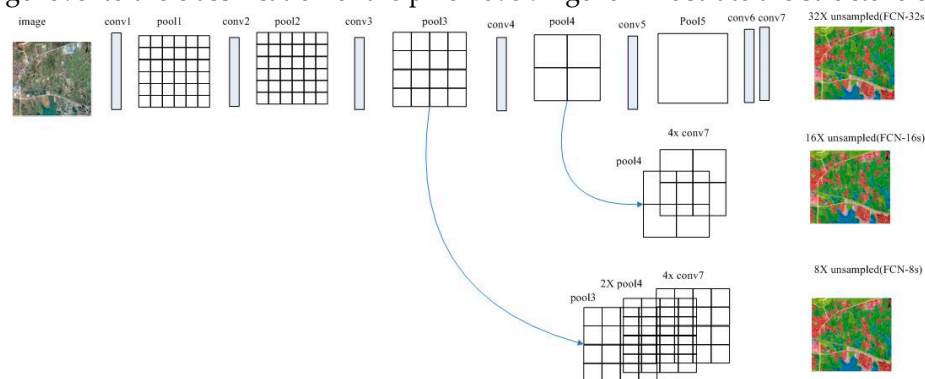 image conv1 pool1 conv2 pool2 conv3 pool3 conv4 pool4 conv5 Pool5 conv6 conv7 32X unsampled(FCN-32s
4x conv7 16X unsampled(FCN-16s)
pool4
4x conv7 8X unsampled(FCN-8s)
2X pool4
pool3